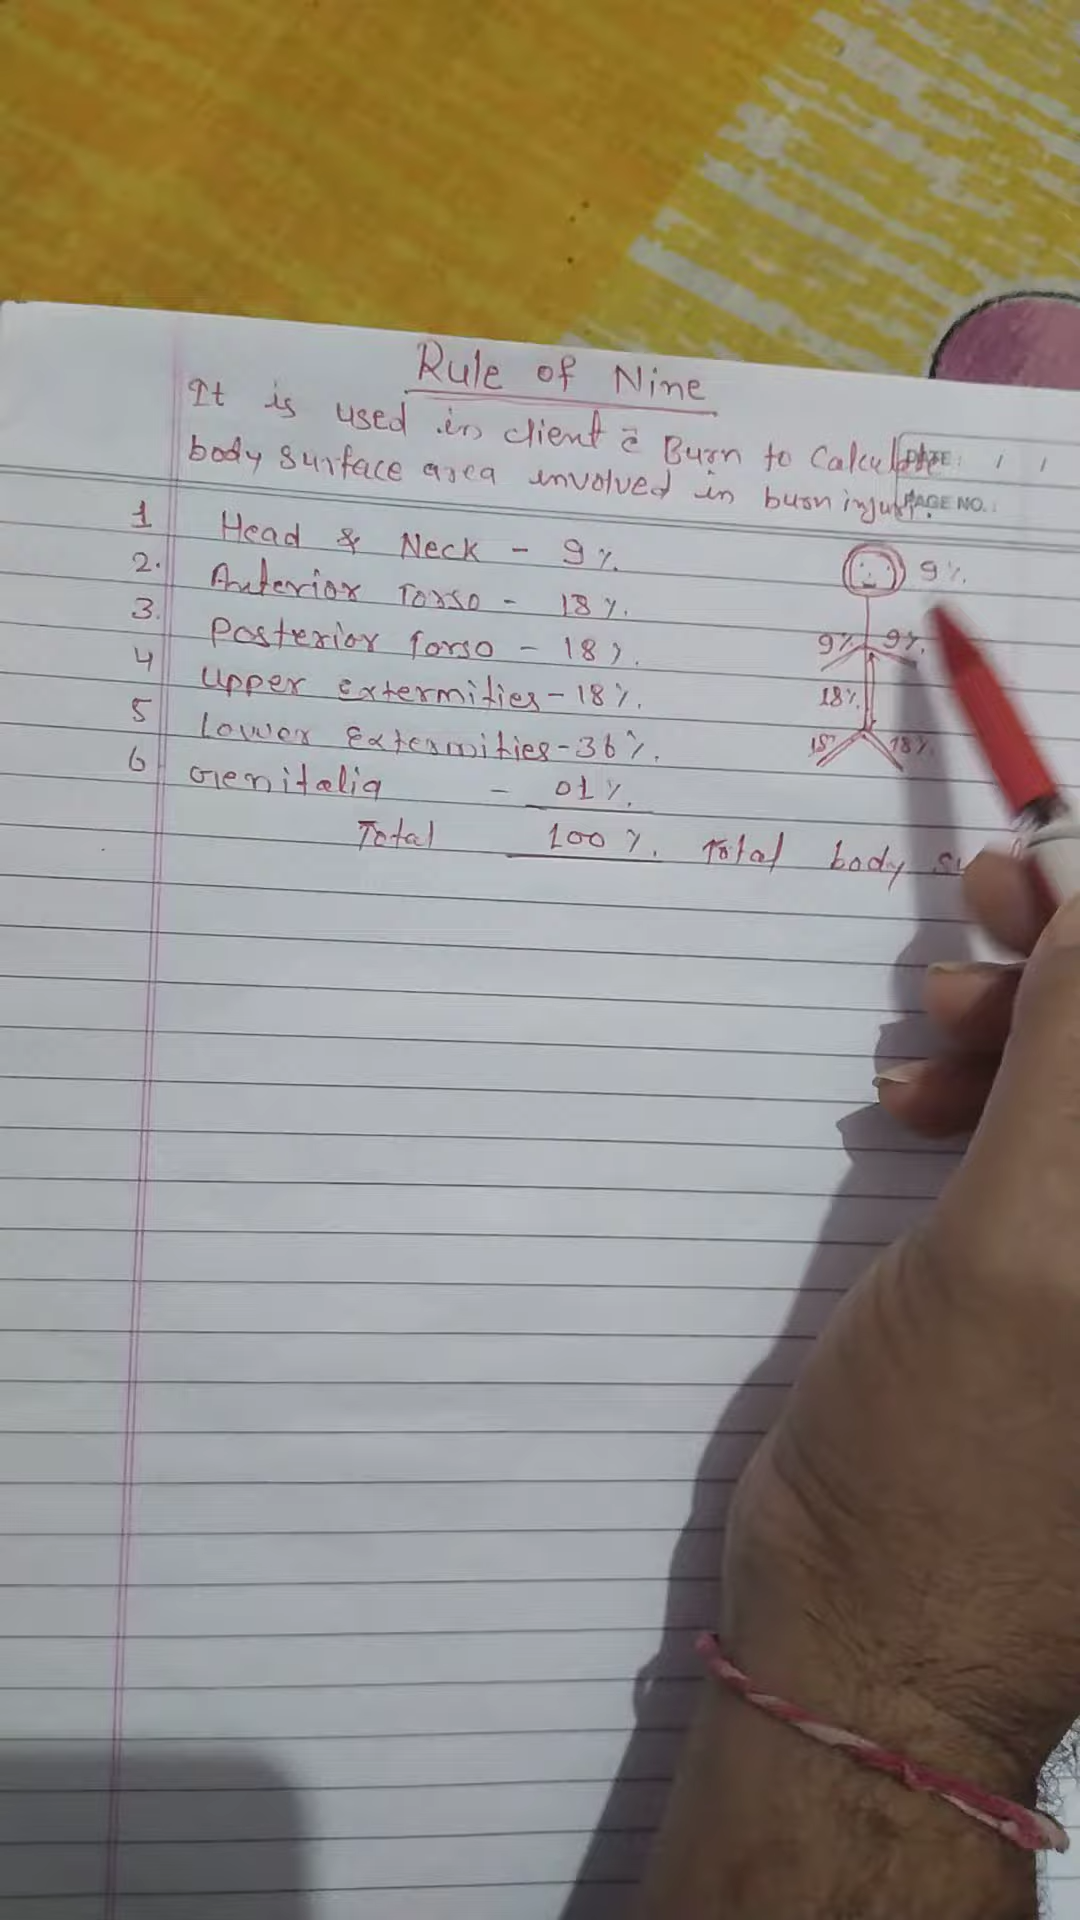 Rule of Nine
It is used in client c̄ Burn to Calculate
DATE: / /
body surface area involved in burn injury.
PAGE NO.:
1 Head & Neck - 9%.
2. Anterior Torso - 18%.
3. Posterior Torso - 18%.
4 Upper extermities - 18%.
5 Lower Extermities - 36%.
6 Genitalia - 01%.
Total 100%. Total body
9%.
9% 9%.
18%.
18% 18%.